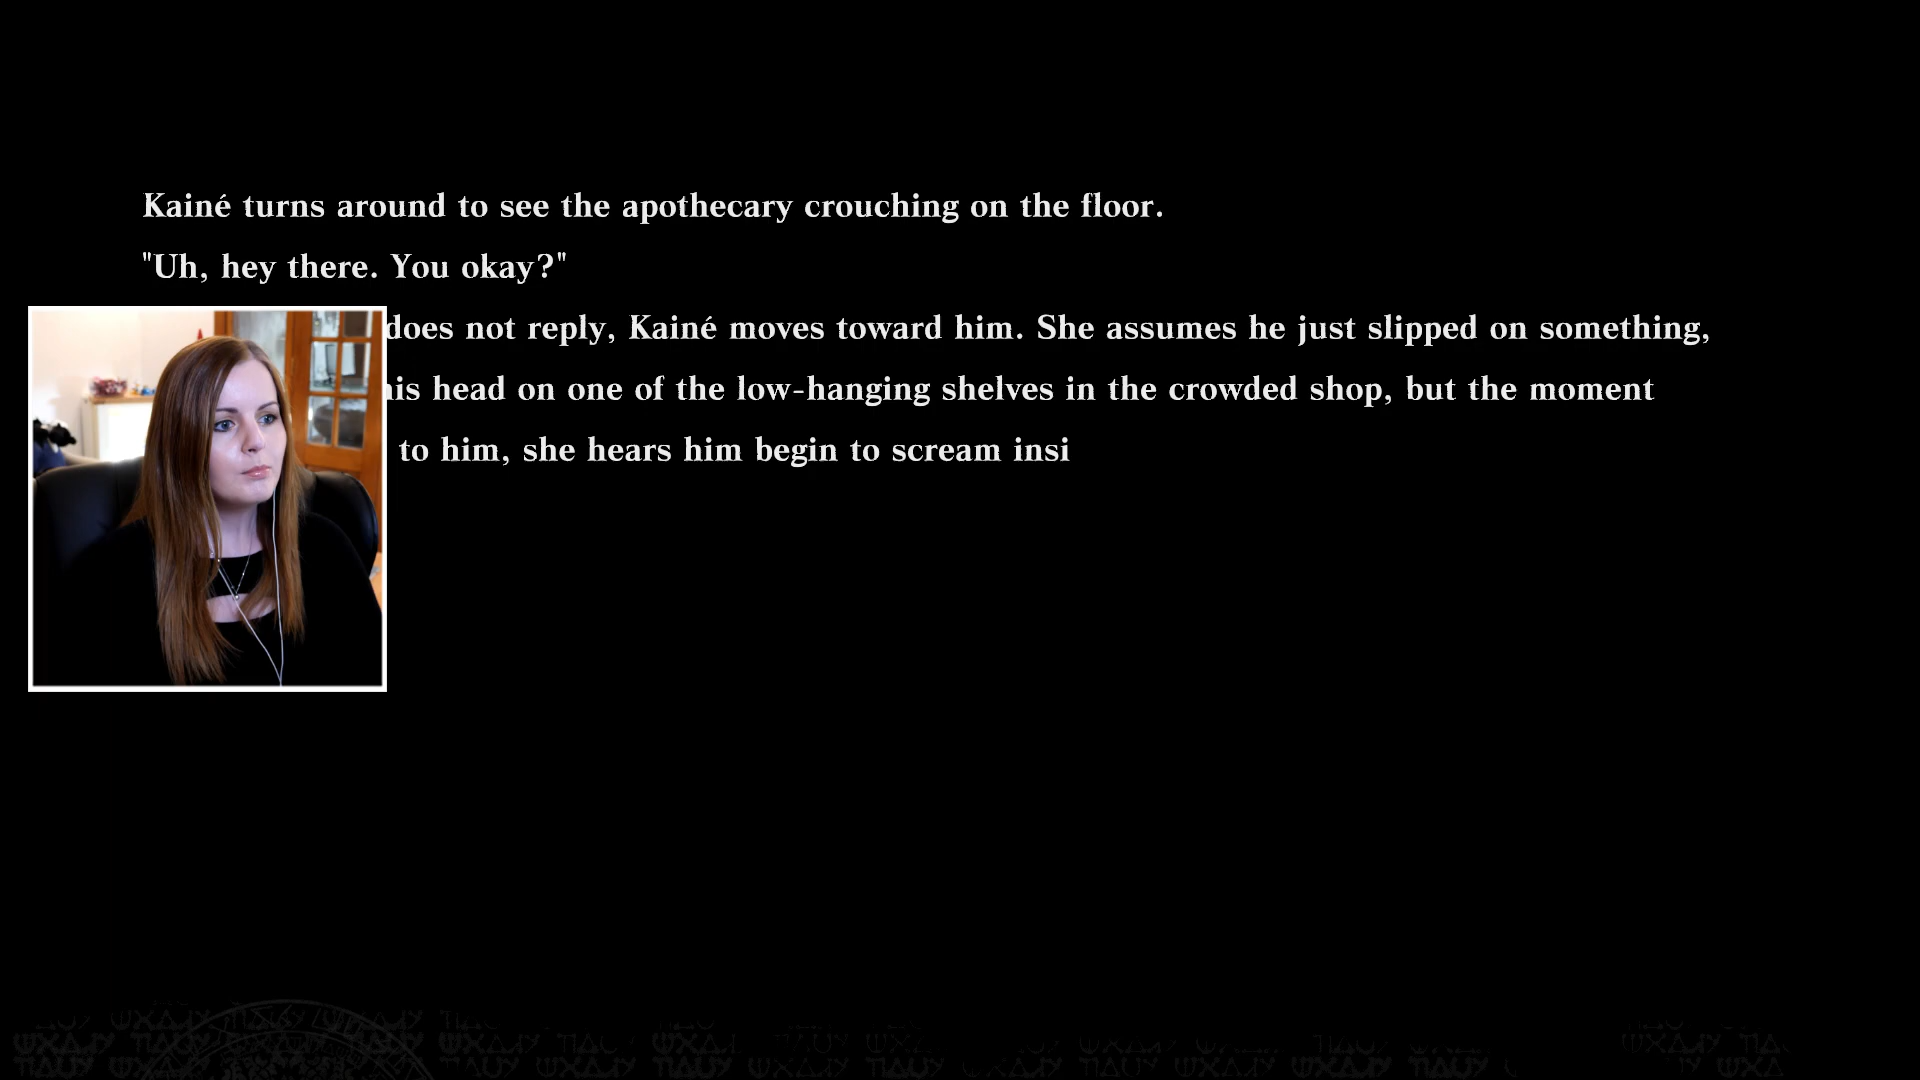 Kainé turns around to see the apothecary crouching on the floor.
"Uh, hey there. You okay?"
does not reply, Kainé moves toward him. She assumes he just slipped on something,
his head on one of the low-hanging shelves in the crowded shop, but the moment
to him, she hears him begin to scream insi